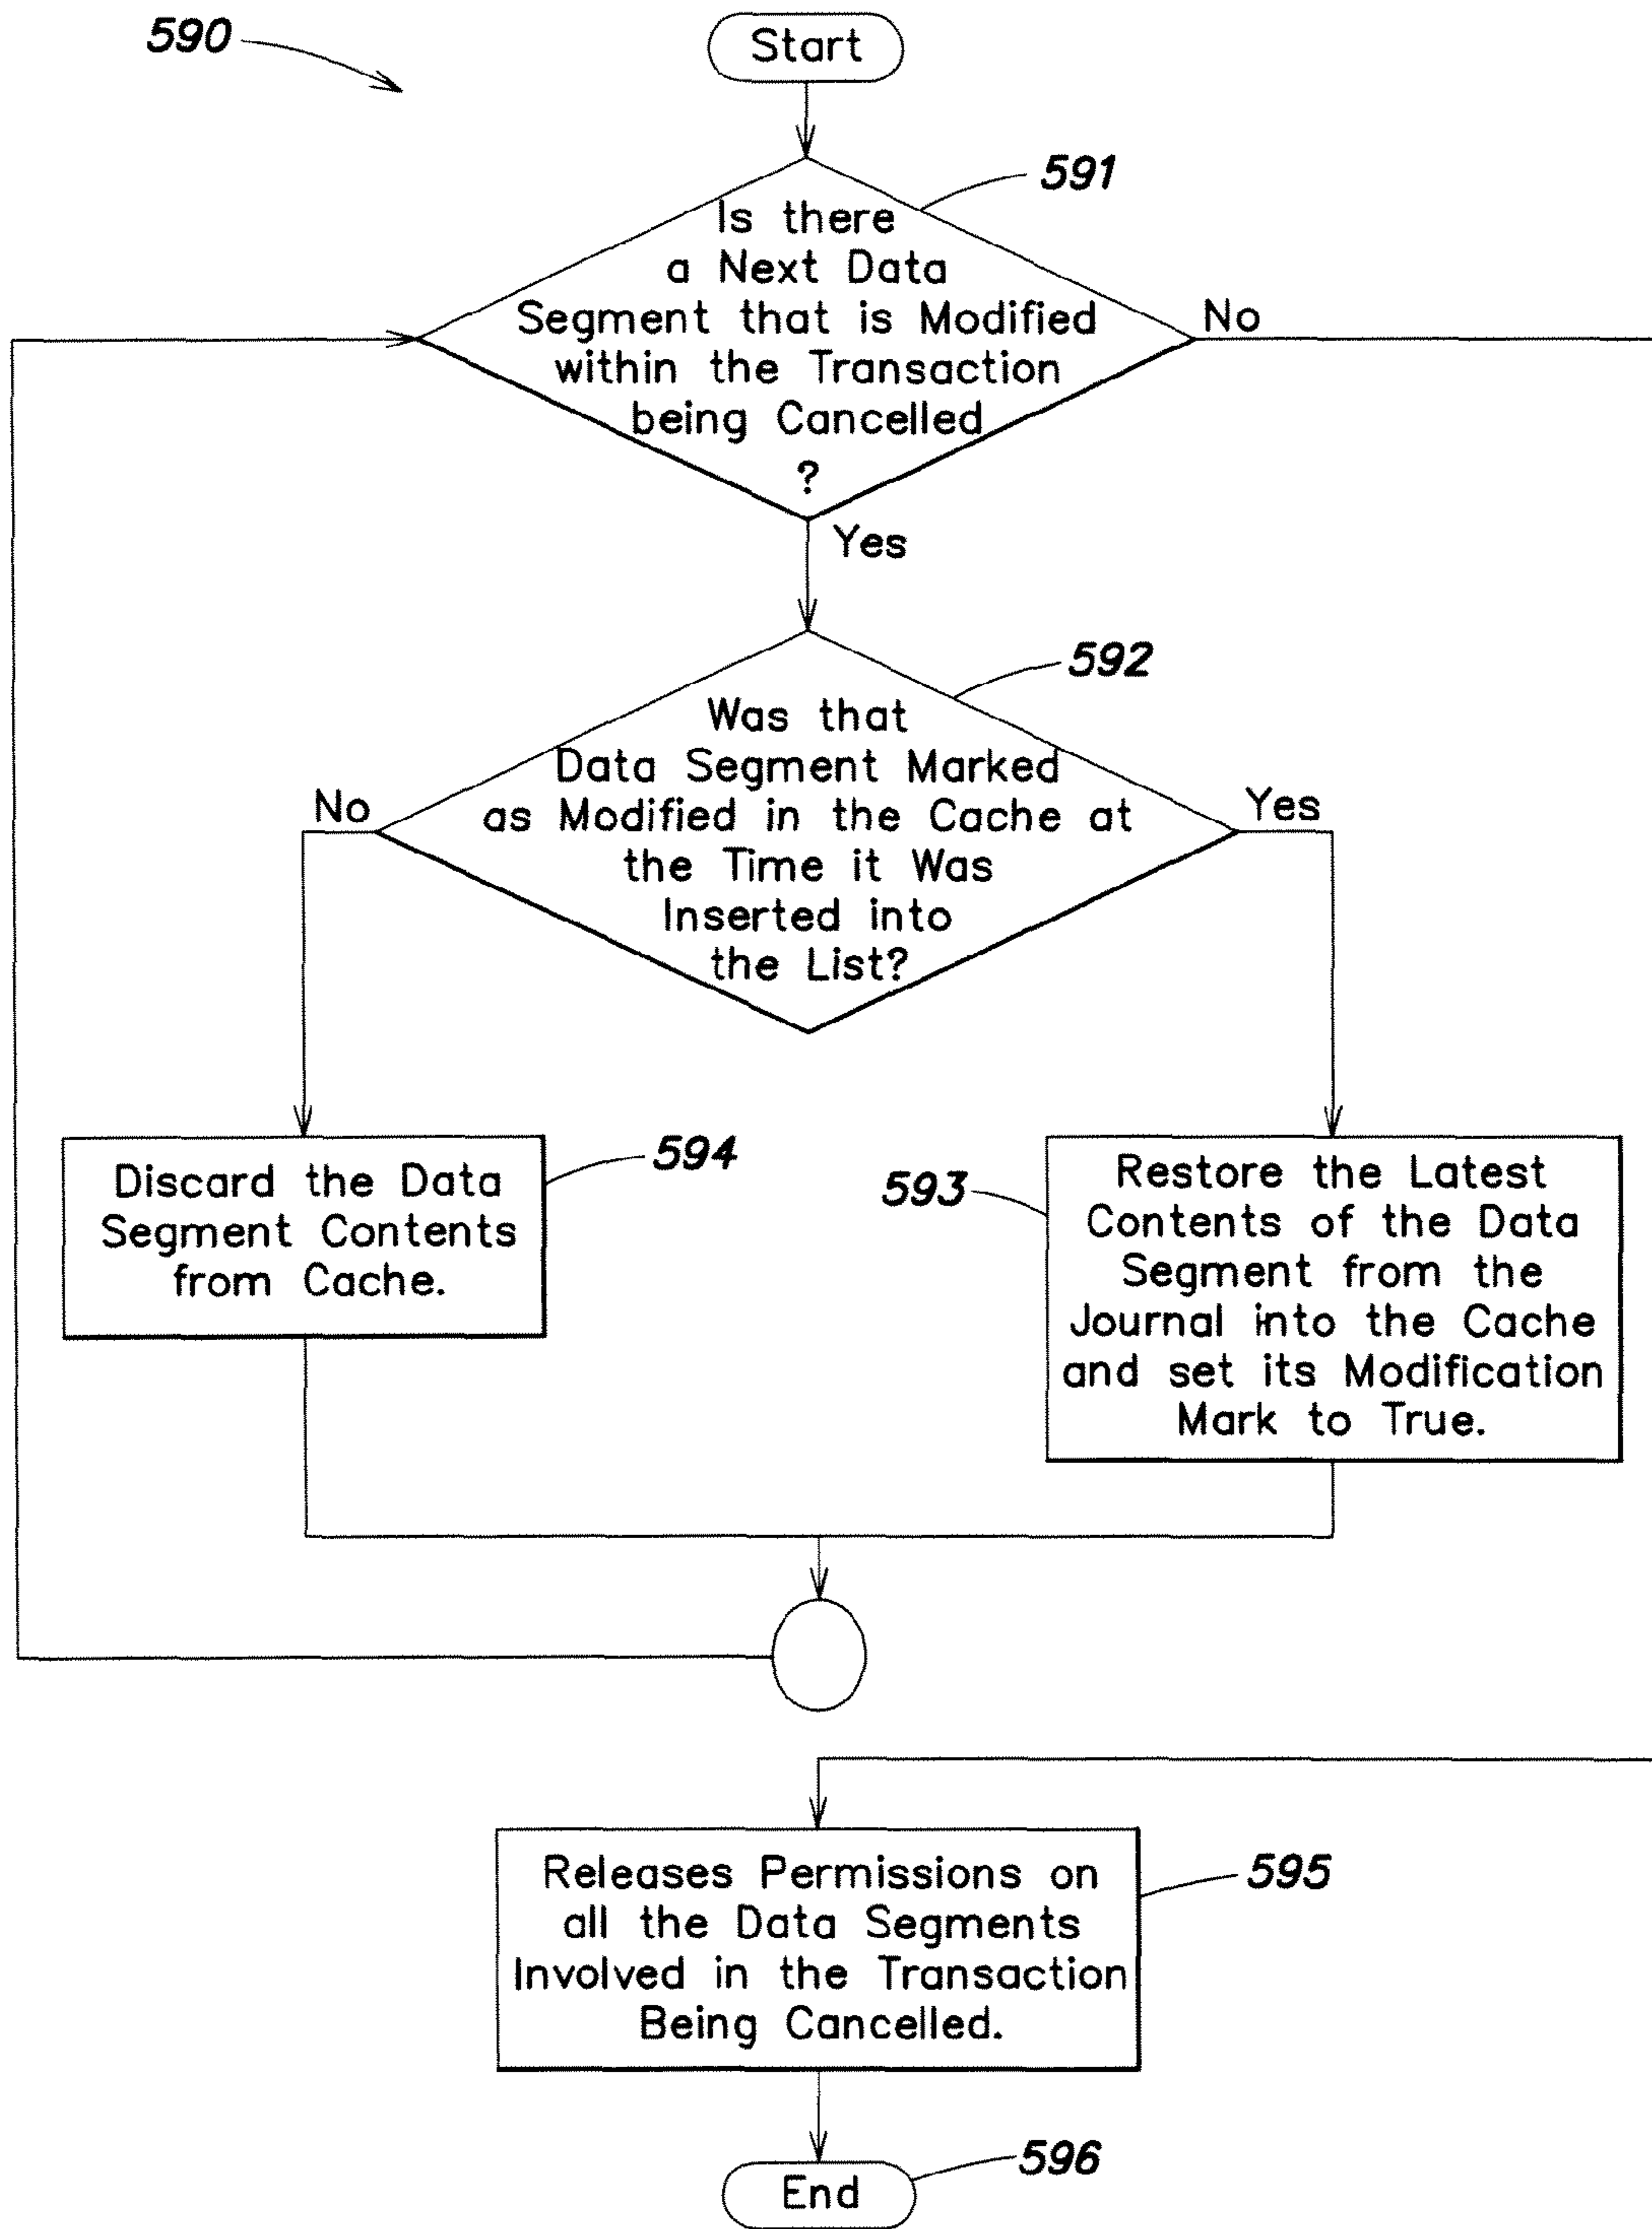 590
Start
591
Is there
a Next Data
Segment that is Modified
within the Transaction
being Cancelled
?
No
Yes
592
Was that
Data Segment Marked
as Modified in the Cache at
the Time it Was
Inserted into
the List?
No
Yes
594
Discard the Data
Segment Contents
from Cache.
593
Restore the Latest
Contents of the Data
Segment from the
Journal into the Cache
and set its Modification
Mark to True.
595
Releases Permissions on
all the Data Segments
Involved in the Transaction
Being Cancelled.
596
End